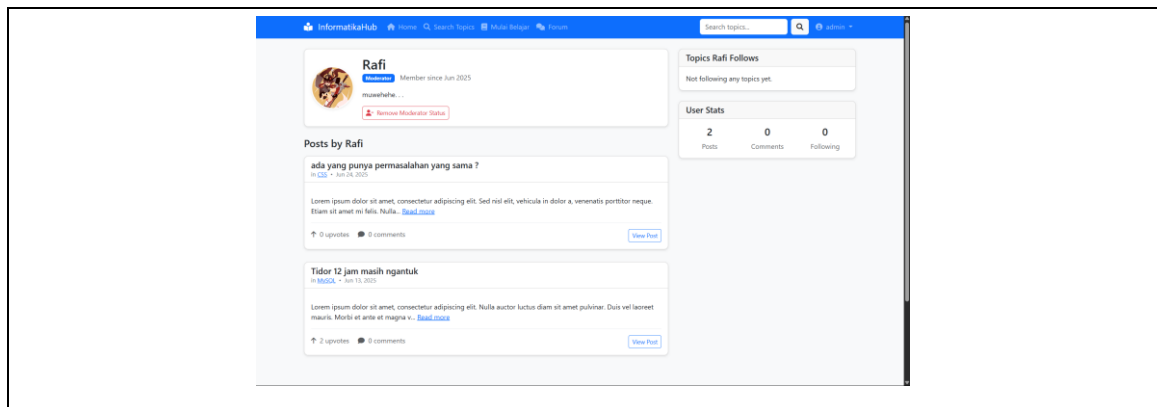 InformatikaHub Home Search Topics Mulai Belajar Forum Search topics... admin
Rafi
Moderator Member since Jun 2025
muwehehe....
Remove Moderator Status
Posts by Rafi
ada yang punya permasalahan yang sama ?
in CSS • Jun 24, 2025
Lorem ipsum dolor sit amet, consectetur adipiscing elit. Sed nisl elit, vehicula in dolor a, venenatis porttitor neque.
Etiam sit amet mi felis. Nulla... Read more
0 upvotes 0 comments View Post
Tidor 12 jam masih ngantuk
in MySQL • Jun 13, 2025
Lorem ipsum dolor sit amet, consectetur adipiscing elit. Nulla auctor luctus diam sit amet pulvinar. Duis vel laoreet
mauris. Morbi et ante et magna v... Read more
2 upvotes 0 comments View Post
Topics Rafi Follows
Not following any topics yet.
User Stats
2 0 0
Posts Comments Following